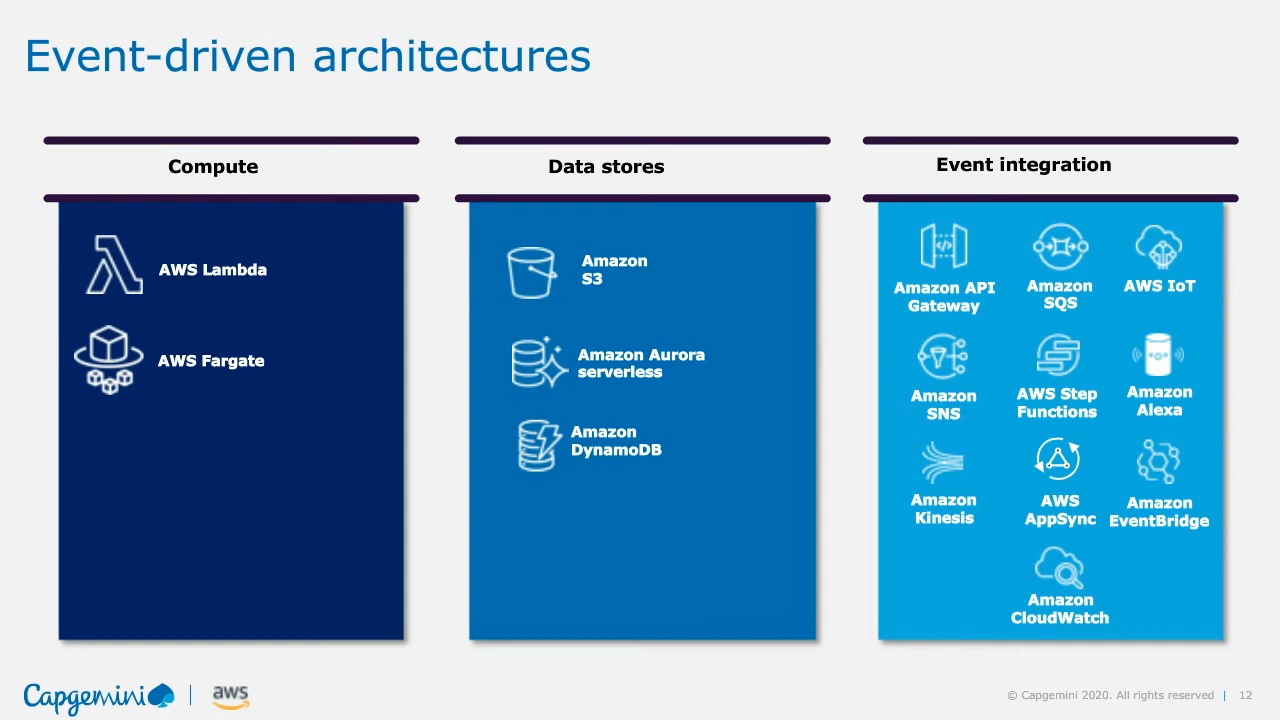 Event-driven architectures
Compute
AWS Lambda
AWS Fargate
Data stores
Amazon
S3
Amazon Aurora
serverless
Amazon
DynamoDB
Event integration
Amazon API
Gateway
Amazon
SQS
AWS IoT
Amazon
SNS
AWS Step
Functions
Amazon
Alexa
Amazon
Kinesis
AWS
AppSync
Amazon
EventBridge
Amazon
CloudWatch
Capgemini
aws
© Capgemini 2020. All rights reserved | 12